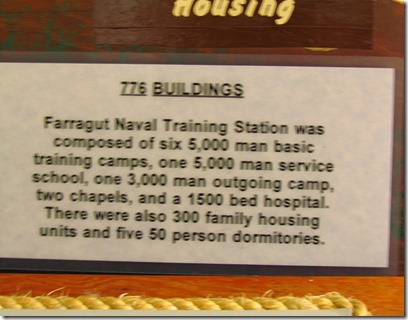 Housing
776 BUILDINGS
Farragut Naval Training Station was
composed of six 5,000 man basic
training camps, one 5,000 man service
school, one 3,000 man outgoing camp,
two chapels, and a 1500 bed hospital.
There were also 300 family housing
units and five 50 person dormitories.